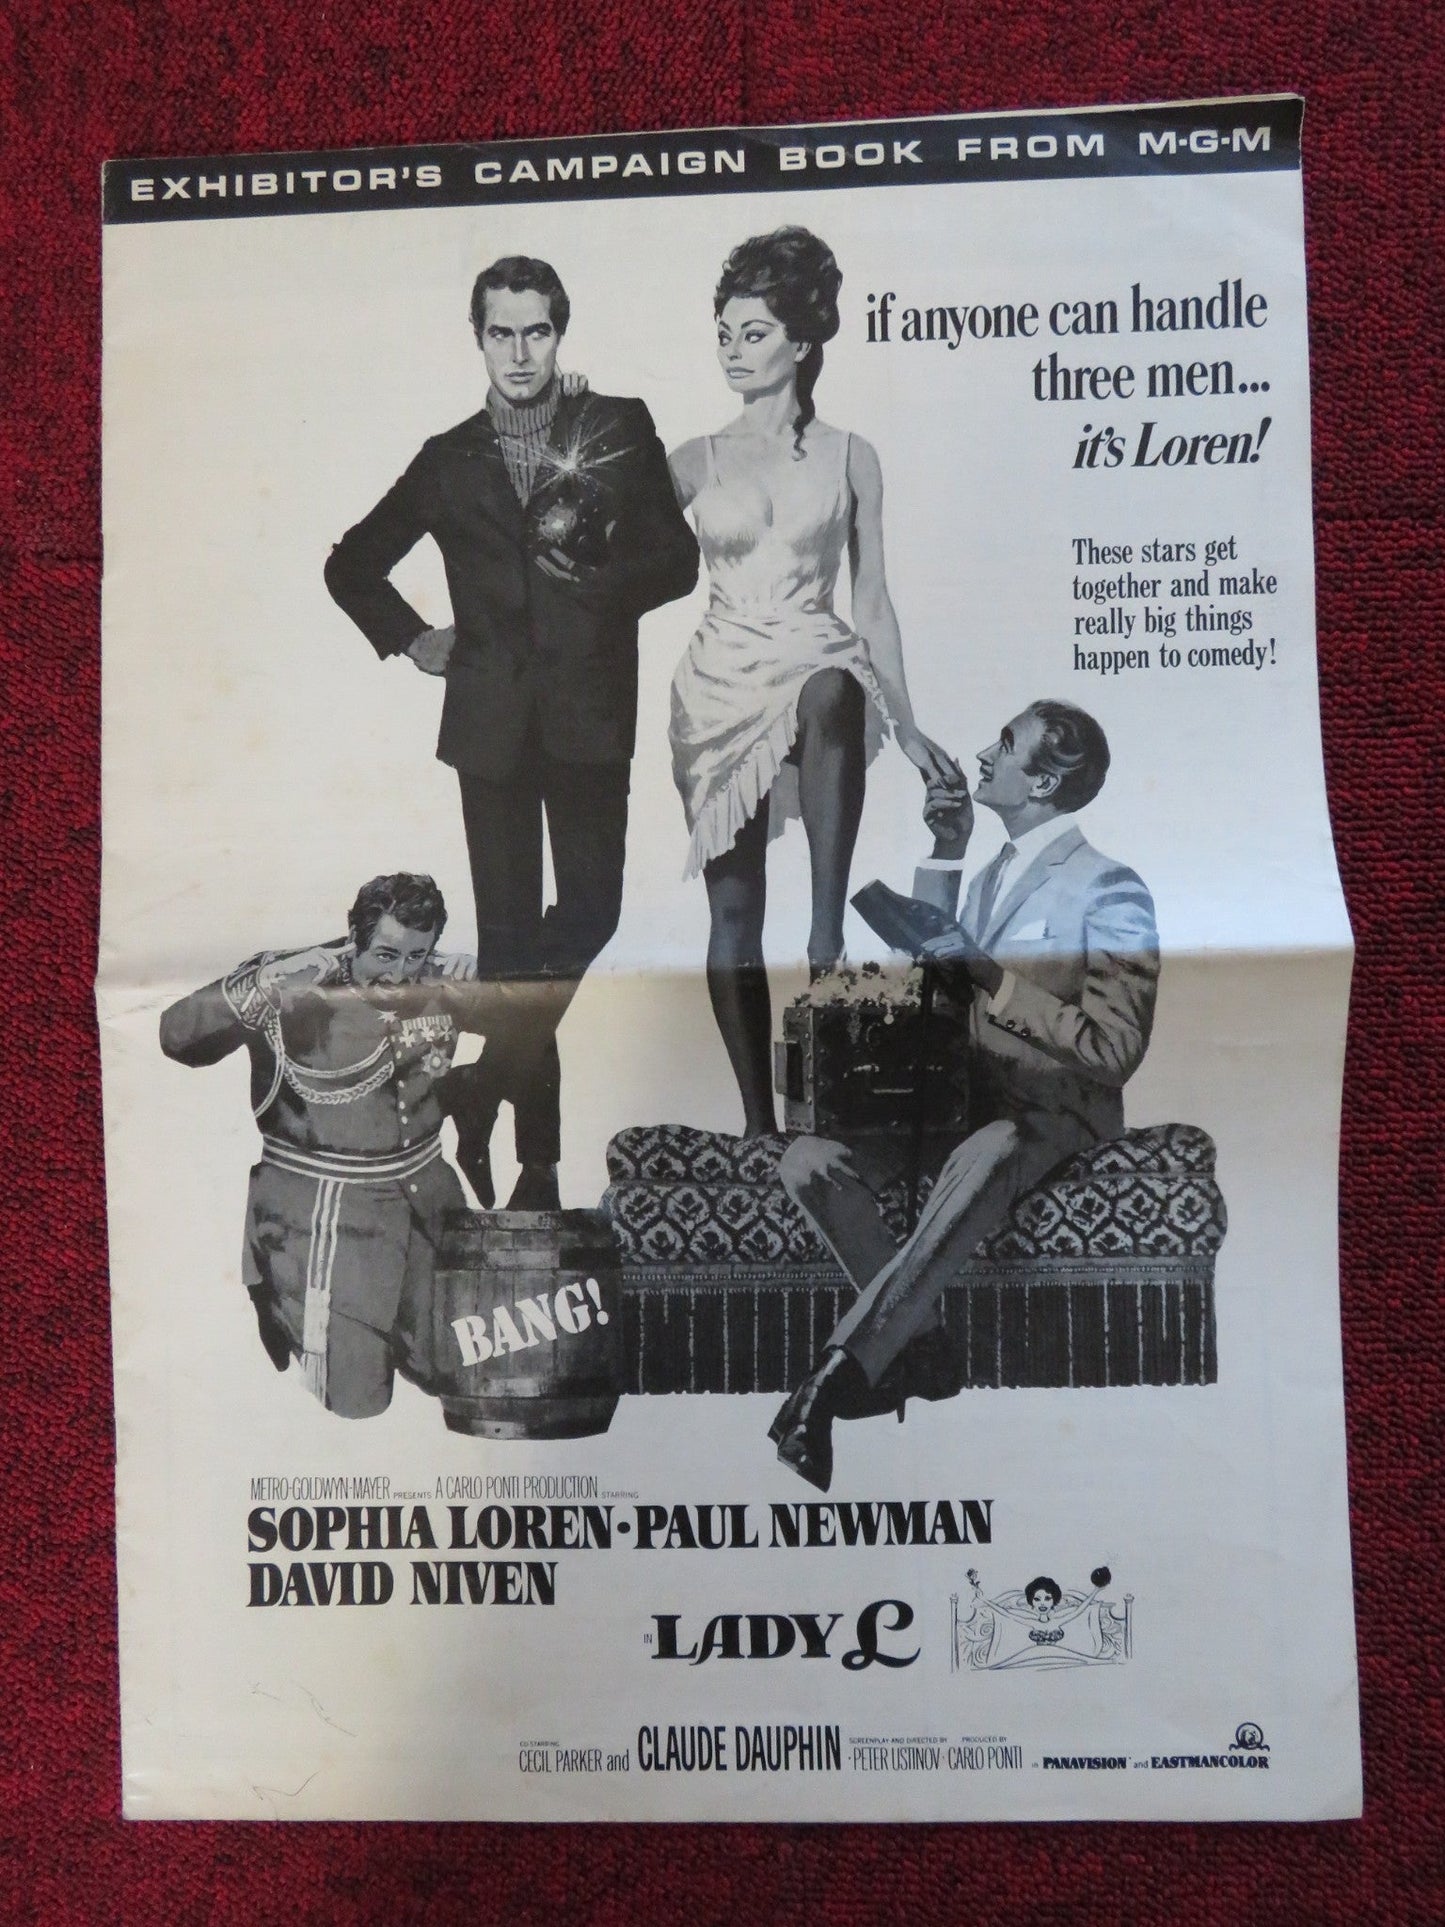 EXHIBITOR'S CAMPAIGN BOOK FROM M-G-M
if anyone can handle
three men...
it's Loren!
These stars get
together and make
really big things
happen to comedy!
BANG!
METRO-GOLDWYN-MAYER PRESENTS A CARLO PONTI PRODUCTION STARRING
SOPHIA LOREN • PAUL NEWMAN
DAVID NIVEN
IN LADY L
CO-STARRING CECIL PARKER and CLAUDE DAUPHIN • SCREENPLAY AND DIRECTED BY PETER USTINOV • PRODUCED BY CARLO PONTI in PANAVISION and EASTMANCOLOR